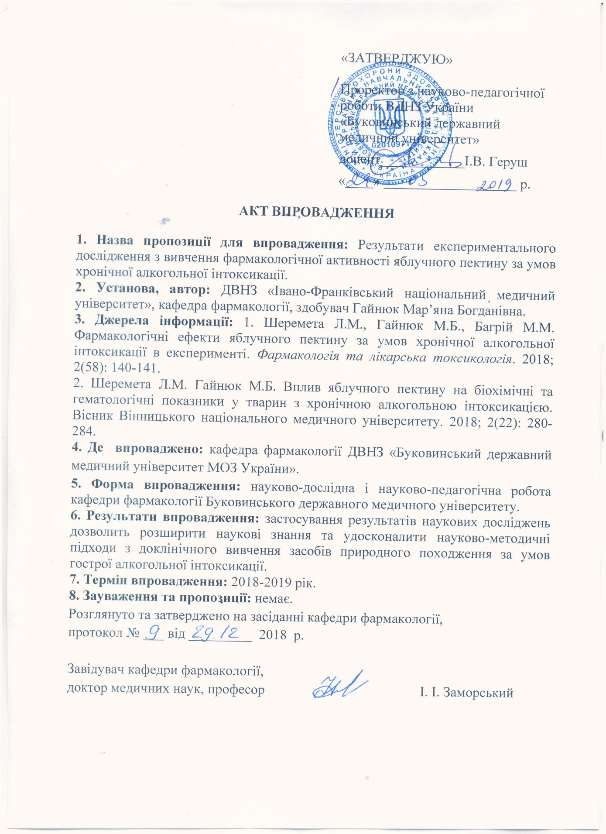 «ЗАТВЕРДЖУЮ»
Проректор з науково-педагогічної
роботи ВДНЗ України
«Буковинський державний
медичний університет»
доцент І.В. Геруш
« 03 2019 р.
АКТ ВПРОВАДЖЕННЯ
1. Назва пропозиції для впровадження: Результати експериментального
дослідження з вивчення фармакологічної активності яблучного пектину за умов
хронічної алкогольної інтоксикації.
2. Установа, автор: ДВНЗ «Івано-Франківський національний медичний
університет», кафедра фармакології, здобувач Гайнюк Мар’яна Богданівна.
3. Джерела інформації: 1. Шеремета Л.М., Гайнюк М.Б., Багрій М.М.
Фармакологічні ефекти яблучного пектину за умов хронічної алкогольної
інтоксикації в експерименті. Фармакологія та лікарська токсикологія. 2018;
2(58): 140-141.
2. Шеремета Л.М. Гайнюк М.Б. Вплив яблучного пектину на біохімічні та
гематологічні показники у тварин з хронічною алкогольною інтоксикацією.
Вісник Вінницького національного медичного університету. 2018; 2(22): 280-
284.
4. Де впроваджено: кафедра фармакології ДВНЗ «Буковинський державний
медичний університет МОЗ України».
5. Форма впровадження: науково-дослідна і науково-педагогічна робота
кафедри фармакології Буковинського державного медичного університету.
6. Результати впровадження: застосування результатів наукових досліджень
дозволить розширити наукові знання та удосконалити науково-методичні
підходи з доклінічного вивчення засобів природного походження за умов
гострої алкогольної інтоксикації.
7. Термін впровадження: 2018-2019 рік.
8. Зауваження та пропозиції: немає.
Розглянуто та затверджено на засіданні кафедри фармакології,
протокол № 9 від 29 12 2018 р.
Завідувач кафедри фармакології,
доктор медичних наук, професор І. І. Заморський